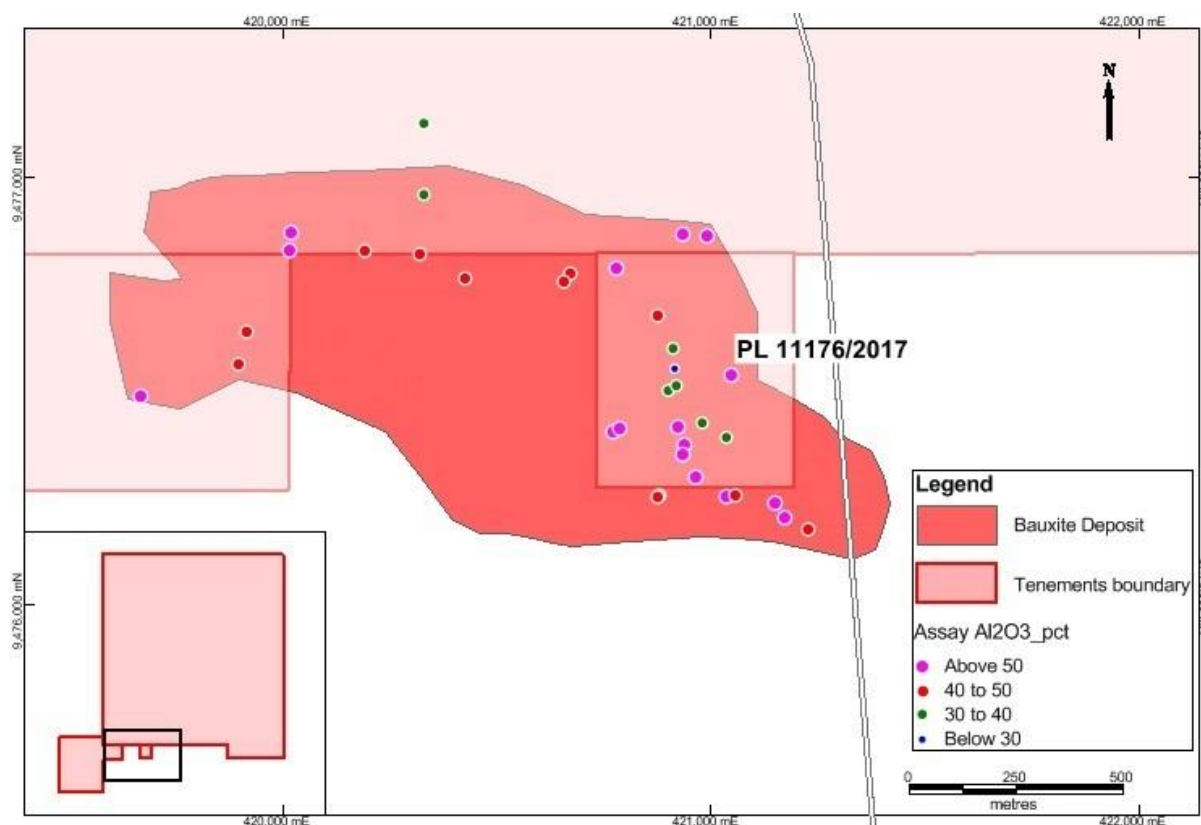 420,000 mE
421,000 mE
422,000 mE
N
9,477,000 mN
PL 11176/2017
9,476,000 mN
Legend
Bauxite Deposit
Tenements boundary
Assay Al2O3_pct
Above 50
40 to 50
30 to 40
Below 30
0 250 500
metres
420,000 mE
421,000 mE
422,000 mE